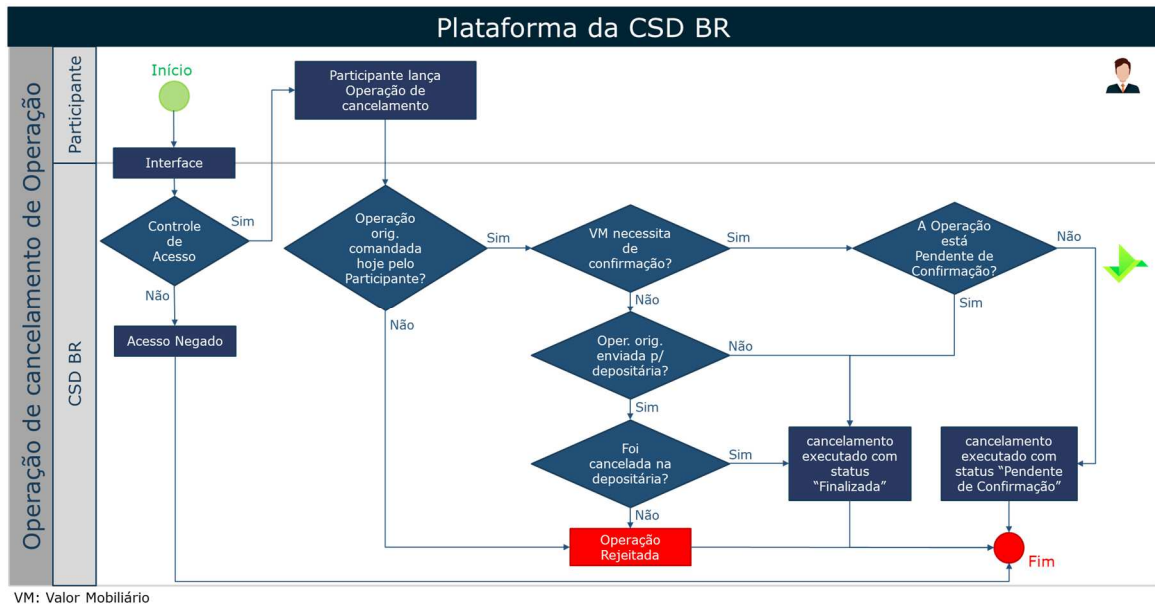 Plataforma da CSD BR
Operação de cancelamento de Operação
Participante
CSD BR
Início
Interface
Controle
de
Acesso
Sim
Não
Acesso Negado
Participante lança
Operação de
cancelamento
Operação
orig.
comandada
hoje pelo
Participante?
Sim
Não
VM necessita
de
confirmação?
Sim
Não
A Operação
está
Pendente de
Confirmação?
Não
Sim
Oper. orig.
enviada p/
depositária?
Não
Sim
Foi
cancelada na
depositária?
Sim
Não
cancelamento
executado com
status
“Finalizada”
cancelamento
executado com
status “Pendente
de Confirmação”
Operação
Rejeitada
Fim
VM: Valor Mobiliário